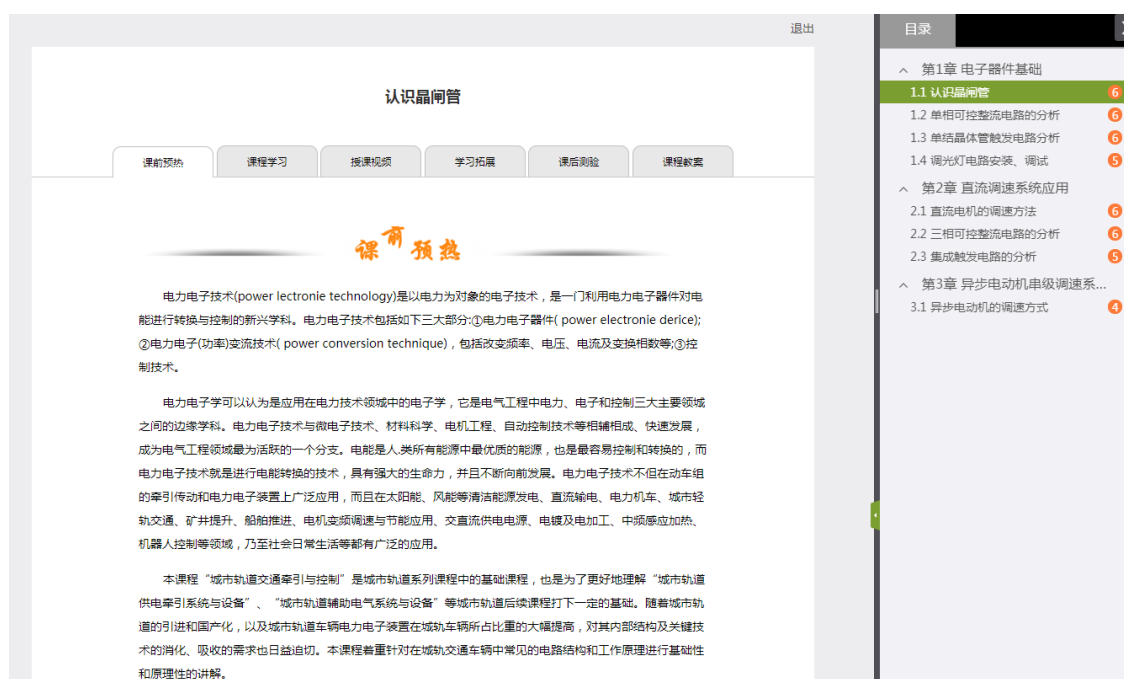 退出
认识晶闸管
课前预热 课程学习 授课视频 学习拓展 课后测验 课程教案
课前预热
电力电子技术(power lectronie technology)是以电力为对象的电子技术，是一门利用电力电子器件对电
能进行转换与控制的新兴学科。电力电子技术包括如下三大部分:①电力电子器件( power electronie derice);
②电力电子(功率)变流技术( power conversion technique)，包括改变频率、电压、电流及变换相数等;③控
制技术。
电力电子学可以认为是应用在电力技术领城中的电子学，它是电气工程中电力、电子和控制三大主要领城
之间的边缘学科。电力电子技术与微电子技术、材料科学、电机工程、自动控制技术等相辅相成、快速发展，
成为电气工程领城最为活跃的一个分支。电能是人.类所有能源中最优质的能源，也是最容易控制和转换的，而
电力电子技术就是进行电能转换的技术，具有强大的生命力，并且不断向前发展。电力电子技术不但在动车组
的牵引传动和电力电子装置上广泛应用，而且在太阳能、风能等清洁能源发电、直流输电、电力机车、城市轻
轨交通、矿井提升、船舶推进、电机变频调速与节能应用、交直流供电电源、电镀及电加工、中频感应加热、
机器人控制等领域，乃至社会日常生活等都有广泛的应用。
本课程“城市轨道交通牵引与控制”是城市轨道系列课程中的基础课程，也是为了更好地理解“城市轨道
供电牵引系统与设备”、“城市轨道辅助电气系统与设备”等城市轨道后续课程打下一定的基础。随着城市轨
道的引进和国产化，以及城市轨道车辆电力电子装置在城轨车辆所占比重的大幅提高，对其内部结构及关键技
术的消化、吸收的需求也日益迫切。本课程着重针对在城轨交通车辆中常见的电路结构和工作原理进行基础性
和原理性的讲解。
目录
第1章 电子器件基础
1.1 认识晶闸管 6
1.2 单相可控整流电路的分析 6
1.3 单结晶体管触发电路分析 6
1.4 调光灯电路安装、调试 5
第2章 直流调速系统应用
2.1 直流电机的调速方法 6
2.2 三相可控整流电路的分析 6
2.3 集成触发电路的分析 5
第3章 异步电动机串级调速系...
3.1 异步电动机的调速方式 4